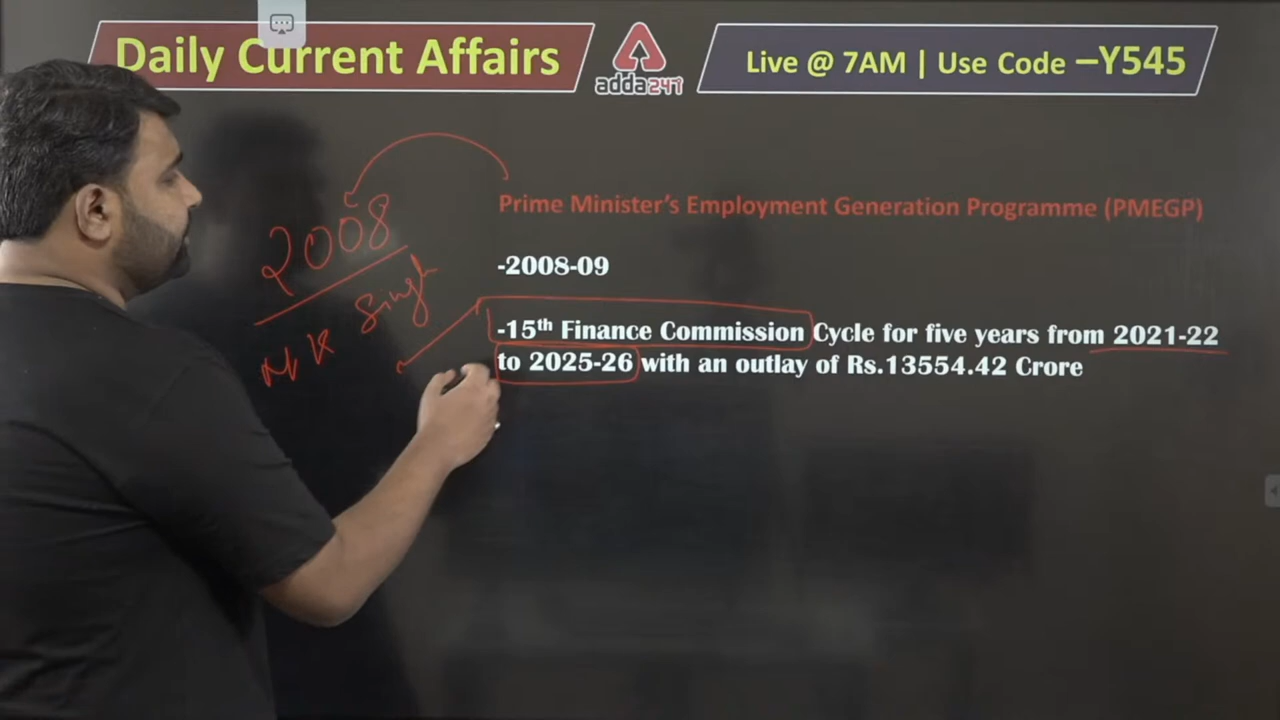 Daily Current Affairs
adda247
Live @ 7AM | Use Code –Y545
Prime Minister's Employment Generation Programme (PMEGP)
2008
-2008-09
N K Singh
-15th Finance Commission Cycle for five years from 2021-22
to 2025-26 with an outlay of Rs.13554.42 Crore